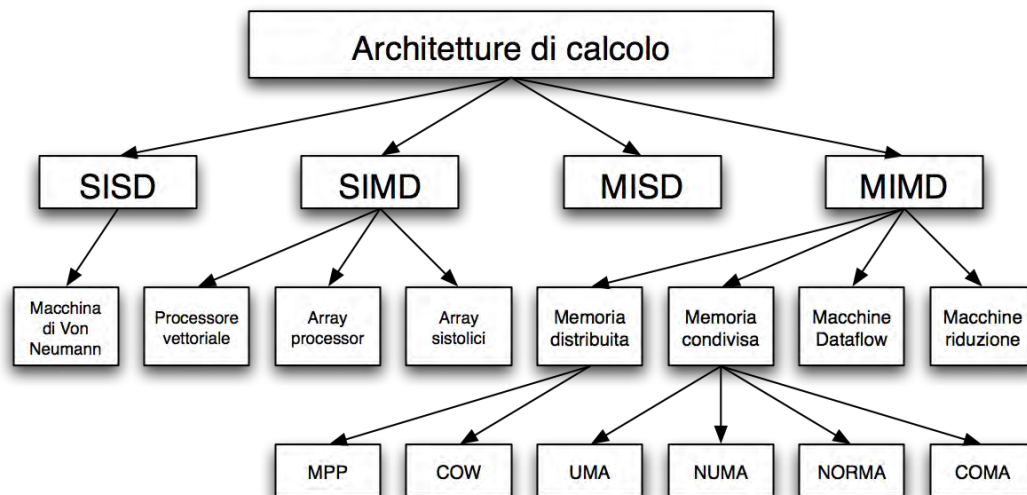 Architetture di calcolo
SISD
SIMD
MISD
MIMD
Macchina
di Von
Neumann
Processore
vettoriale
Array
processor
Array
sistolici
Memoria
distribuita
Memoria
condivisa
Macchine
Dataflow
Macchine
riduzione
MPP
COW
UMA
NUMA
NORMA
COMA